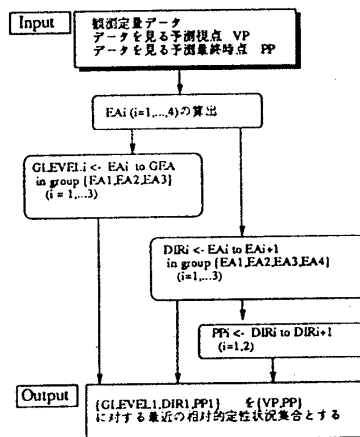 Input
観測定量データ
データを見る予測視点 VP
データを見る予測最終時点 PP
EAi (i=1,...,4)の算出
GLEVELi <- EAi to GEA
in group {EA1,EA2,EA3}
(i = 1,...3)
DIRi <- EAi to EAi+1
in group {EA1,EA2,EA3,EA4}
(i=1,...3)
PPi <- DIRi to DIRi+1
(i=1,2)
Output
{GLEVEL1,DIR1,PP1} を{VP,PP}
に対する最近の相対的定性状況集合とする